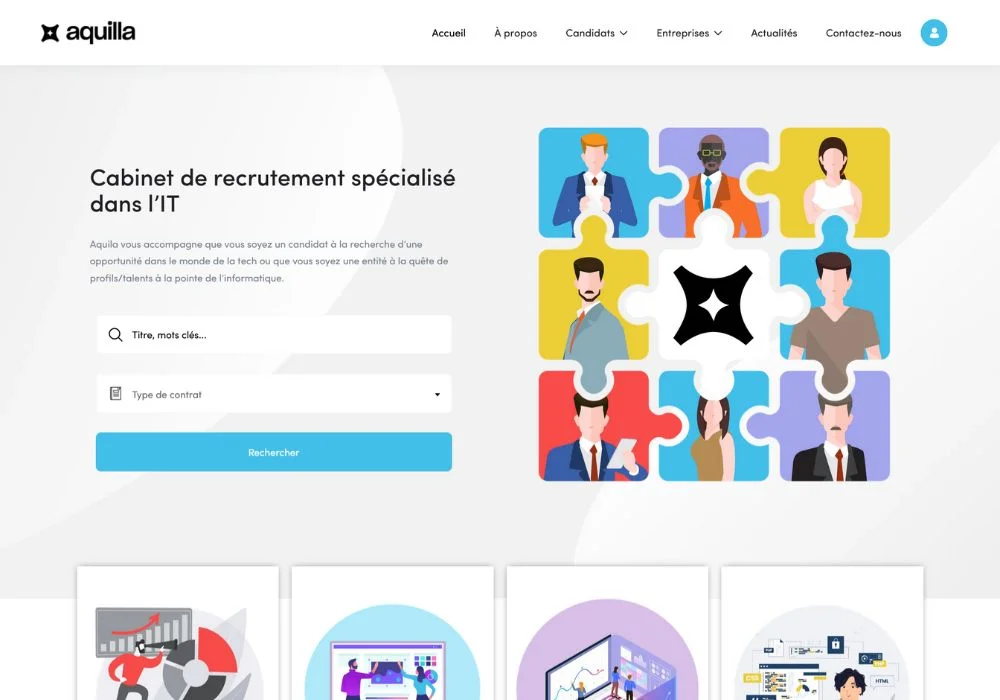 aquilla
Accueil
À propos
Candidats
Entreprises
Actualités
Contactez-nous
Cabinet de recrutement spécialisé
dans l'IT
Aquila vous accompagne que vous soyez un candidat à la recherche d'une
opportunité dans le monde de la tech ou que vous soyez une entité à la quête de
profils/talents à la pointe de l'informatique.
Titre, mots clés...
Type de contrat
Rechercher
CSS
HTML